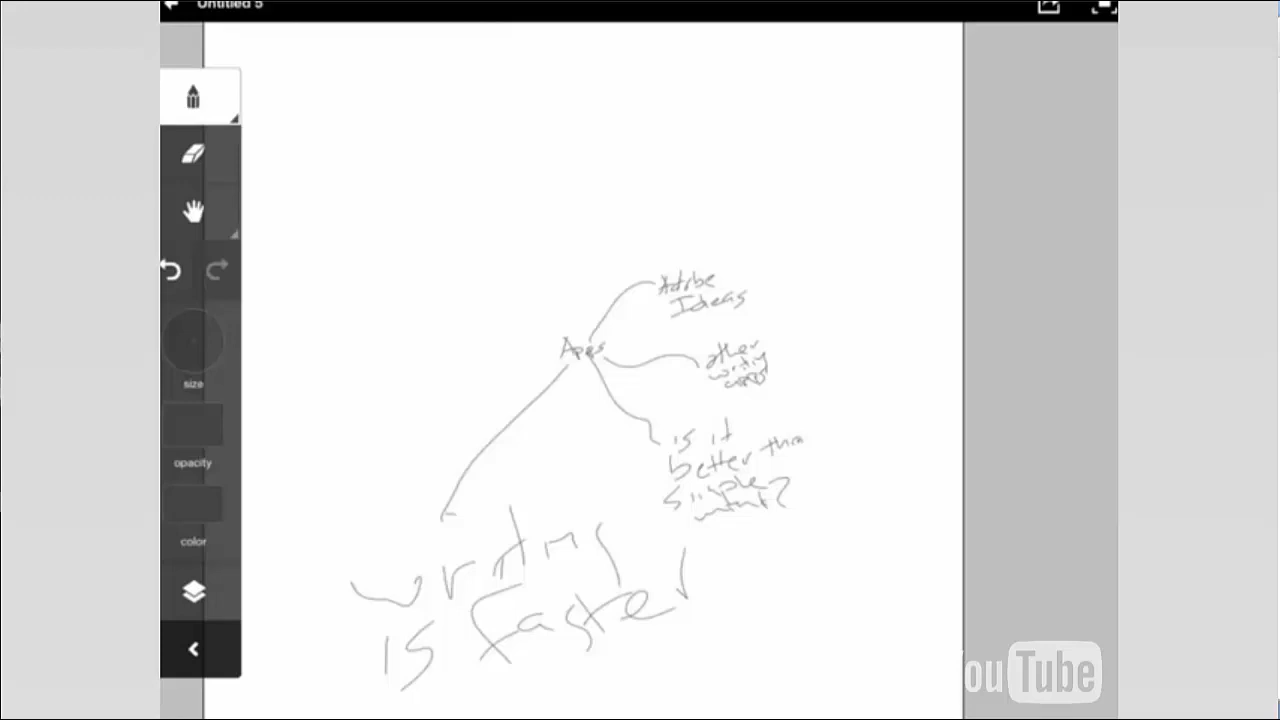 Untitled 5
size
opacity
color
Adobe
Ideas
Apps
other
writing
apps
is it
better than
simple
writing
is faster
YouTube